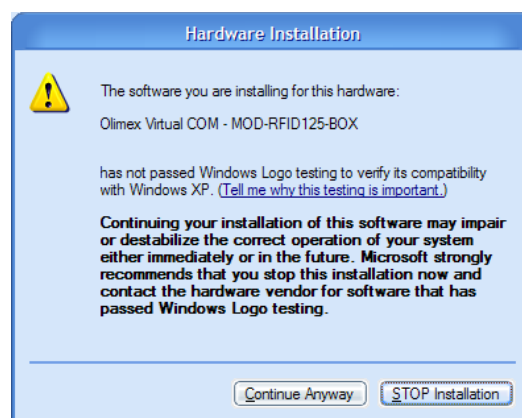 Hardware Installation
The software you are installing for this hardware:
Olimex Virtual COM - MOD-RFID125-BOX
has not passed Windows Logo testing to verify its compatibility
with Windows XP. (Tell me why this testing is important.)
Continuing your installation of this software may impair
or destabilize the correct operation of your system
either immediately or in the future. Microsoft strongly
recommends that you stop this installation now and
contact the hardware vendor for software that has
passed Windows Logo testing.
Continue Anyway STOP Installation